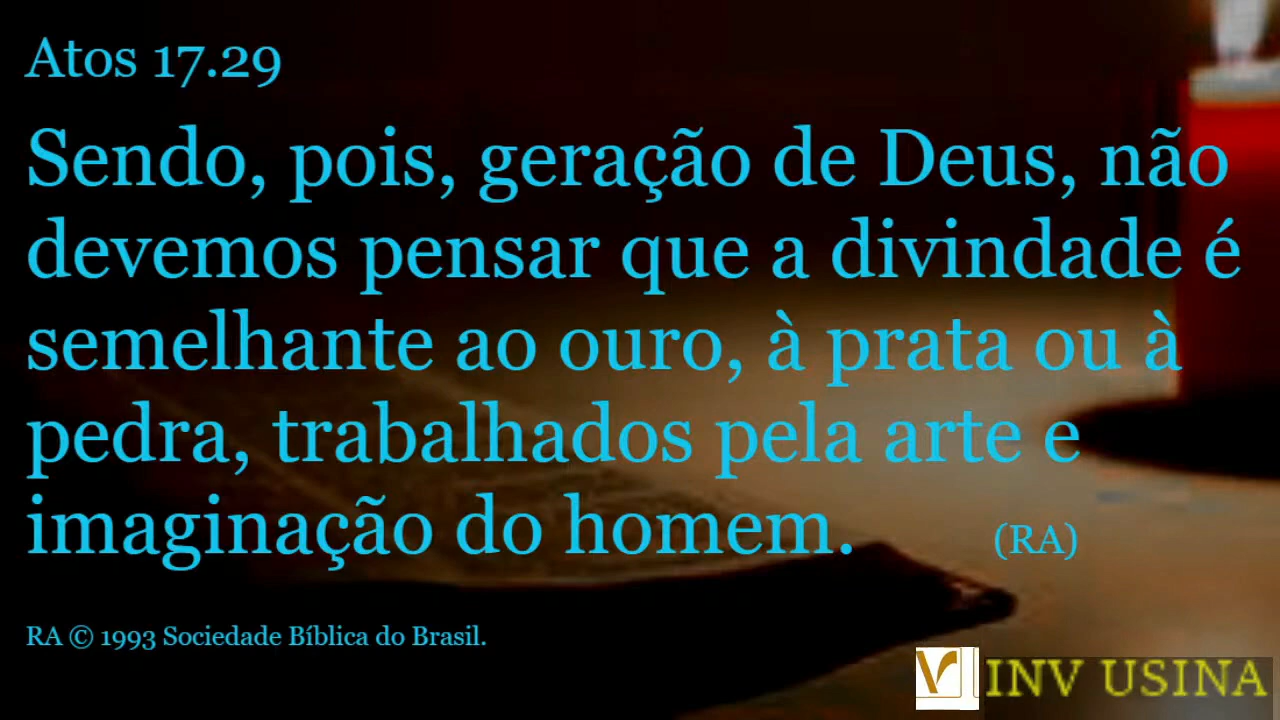 Atos 17.29
Sendo, pois, geração de Deus, não
devemos pensar que a divindade é
semelhante ao ouro, à prata ou à
pedra, trabalhados pela arte e
imaginação do homem. (RA)
RA © 1993 Sociedade Bíblica do Brasil.
INV USINA